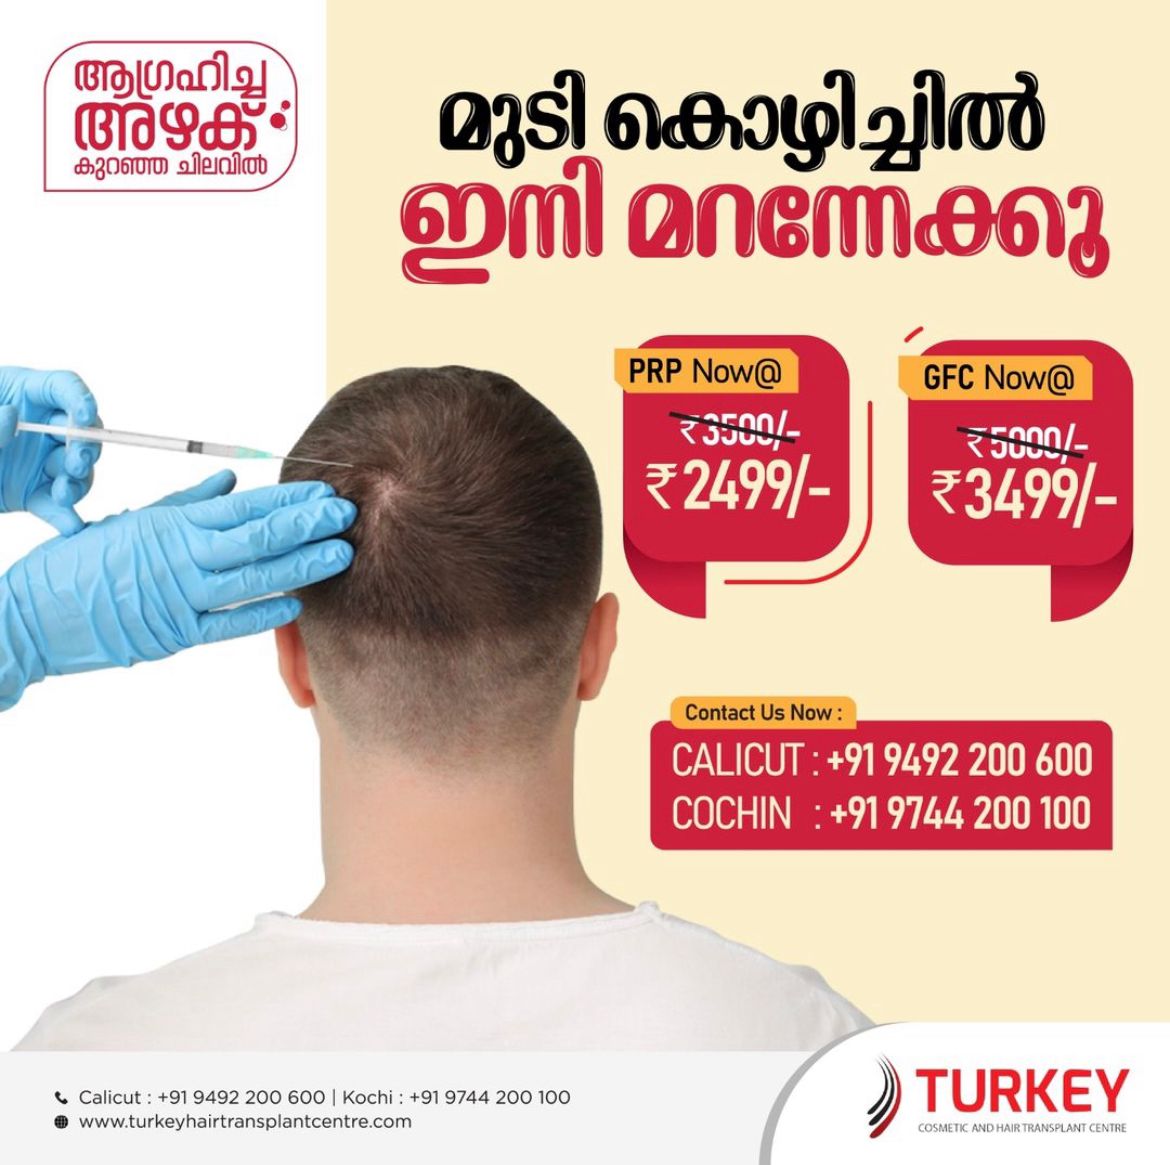 ആഗ്രഹിച്ച
അഴക്
കുറഞ്ഞ ചിലവിൽ
മുടി കൊഴിച്ചിൽ
ഇനി മറന്നേക്കൂ
PRP Now@
₹3500/-
₹2499/-
GFC Now@
₹5000/-
₹3499/-
Contact Us Now :
CALICUT : +91 9492 200 600
COCHIN : +91 9744 200 100
Calicut : +91 9492 200 600 | Kochi : +91 9744 200 100
www.turkeyhairtransplantcentre.com
TURKEY
COSMETIC AND HAIR TRANSPLANT CENTRE